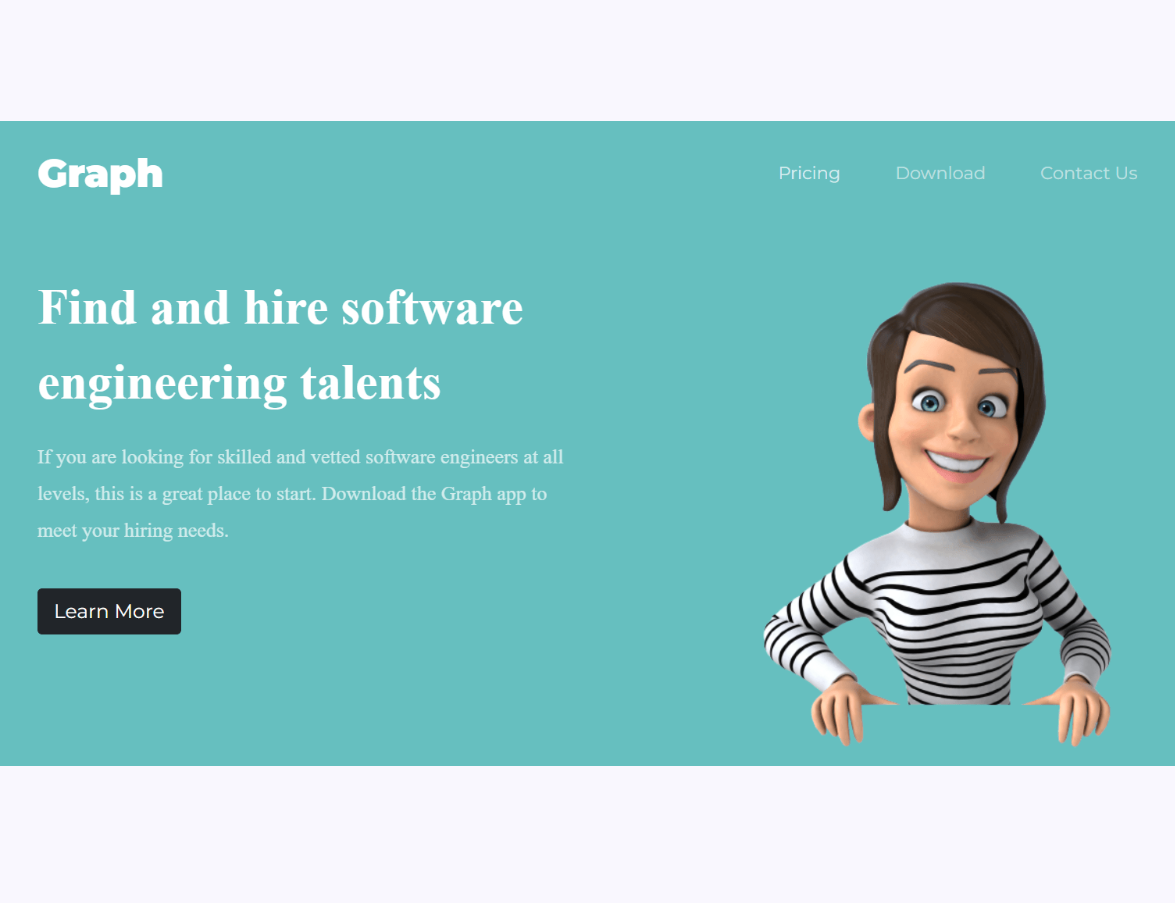 Graph
Pricing
Download
Contact Us
Find and hire software
engineering talents
If you are looking for skilled and vetted software engineers at all
levels, this is a great place to start. Download the Graph app to
meet your hiring needs.
Learn More